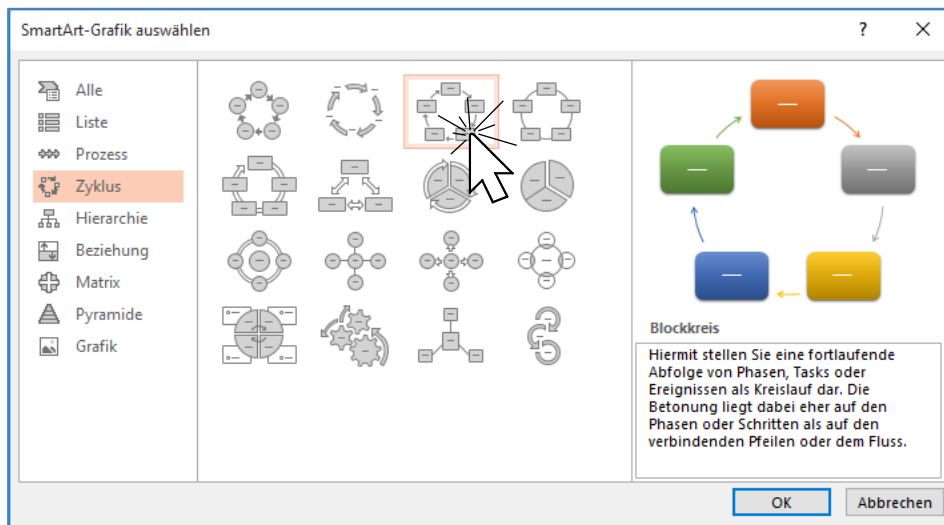 SmartArt-Grafik auswählen
?
Alle
Liste
Prozess
Zyklus
Hierarchie
Beziehung
Matrix
Pyramide
Grafik
Blockkreis
Hiermit stellen Sie eine fortlaufende
Abfolge von Phasen, Tasks oder
Ereignissen als Kreislauf dar. Die
Betonung liegt dabei eher auf den
Phasen oder Schritten als auf den
verbindenden Pfeilen oder dem Fluss.
OK
Abbrechen